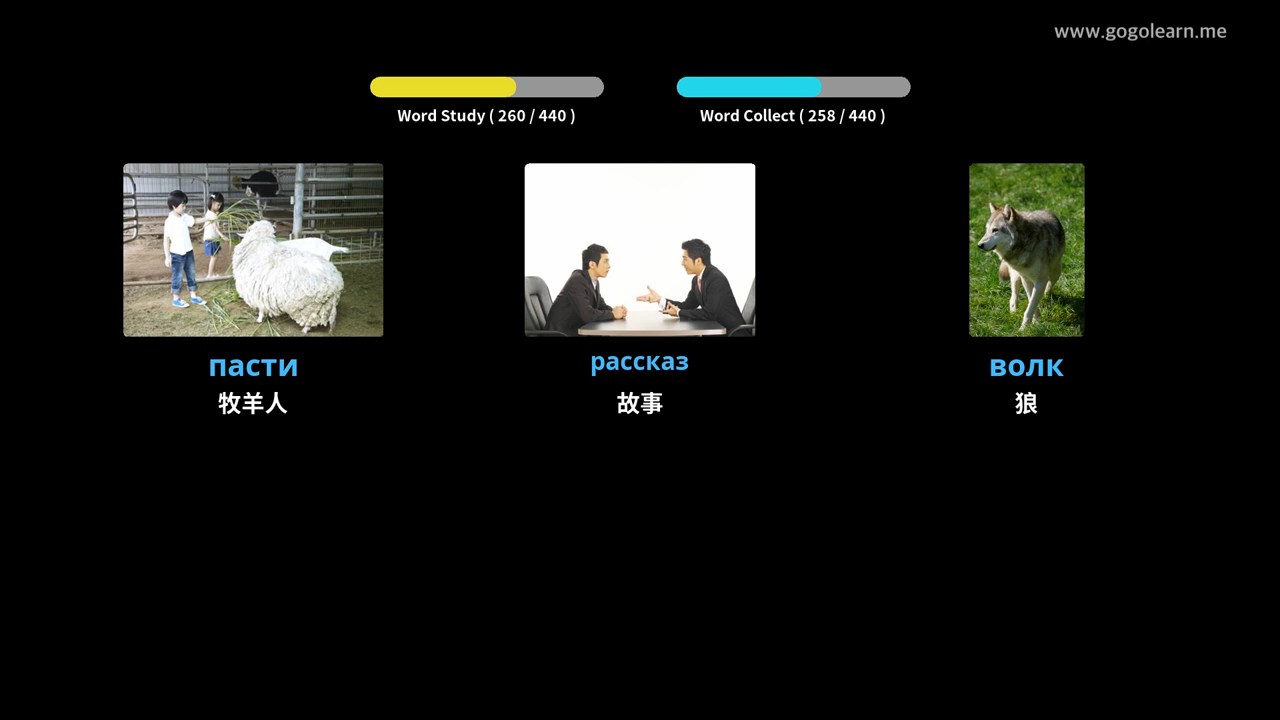 www.gogolearn.me
Word Study ( 260 / 440 )
Word Collect ( 258 / 440 )
пасти
рассказ
волк
牧羊人
故事
狼